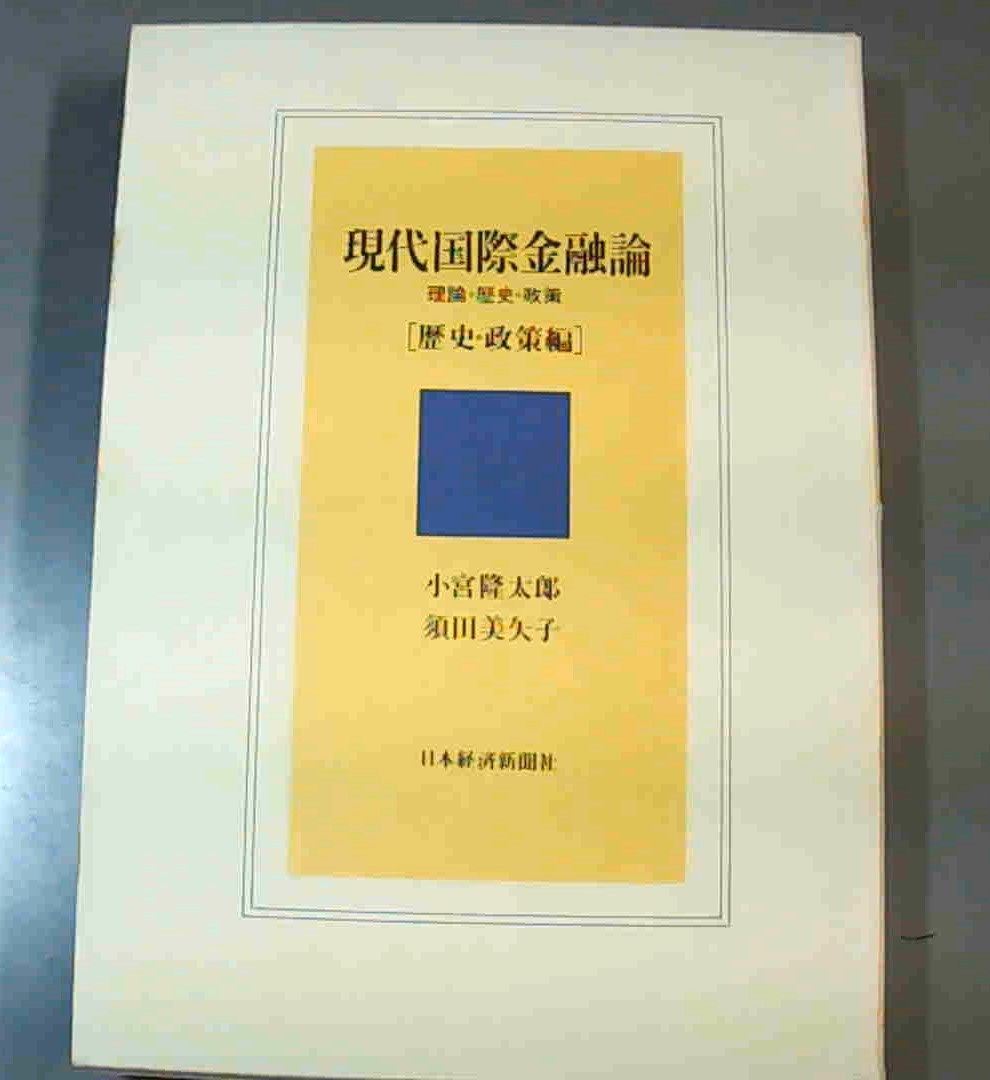 現代国際金融論
理論・歴史・政策
［歴史・政策編］
小宮隆太郎
須田美矢子
日本経済新聞社